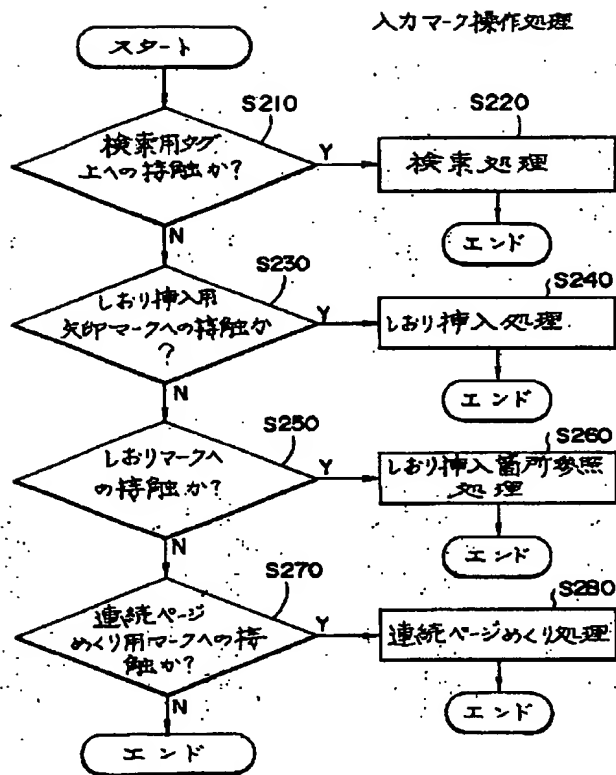 入力マーク操作処理
スタート
S210
検索用タグ
上への接触か?
Y
S220
検索処理
エンド
N
S230
しおり挿入用
矢印マークへの接触か
?
Y
S240
しおり挿入処理
エンド
N
S250
しおりマークへ
の接触か?
Y
S260
しおり挿入箇所参照
処理
エンド
N
S270
連続ページ
めくり用マークへの接
触か?
Y
S280
連続ページめくり処理
エンド
N
エンド